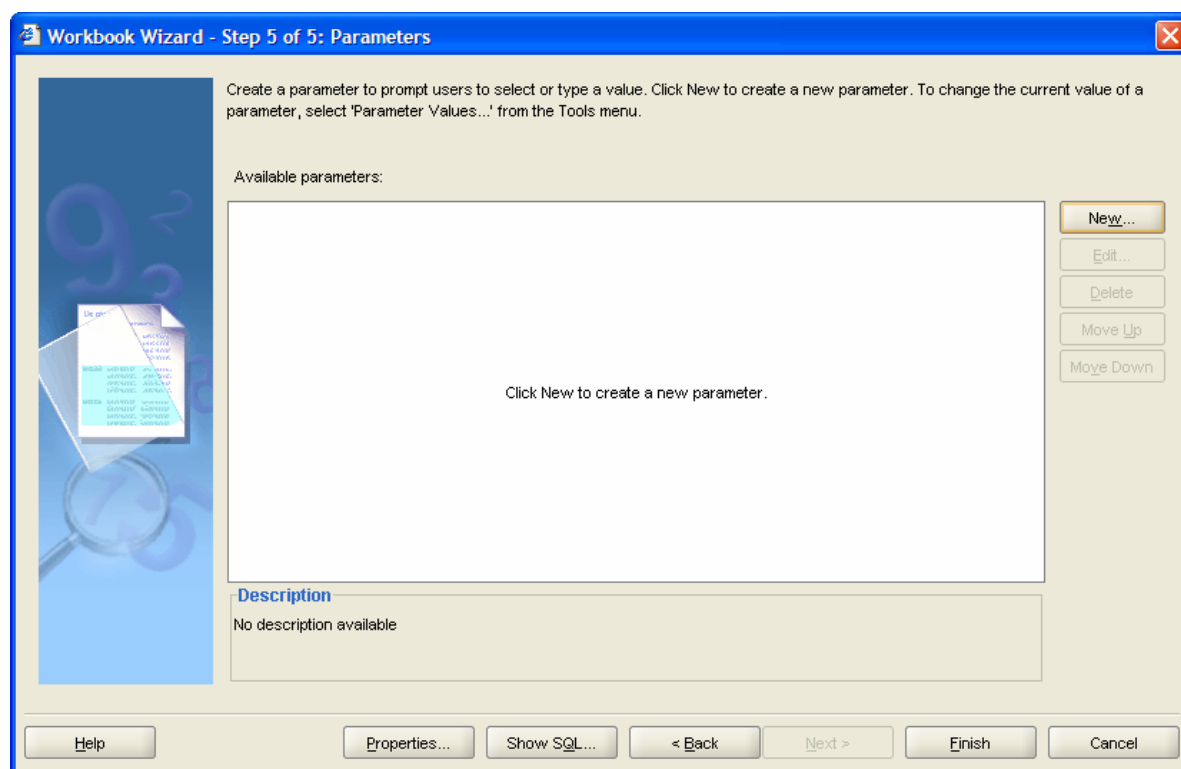 Workbook Wizard - Step 5 of 5: Parameters
Create a parameter to prompt users to select or type a value. Click New to create a new parameter. To change the current value of a
parameter, select 'Parameter Values...' from the Tools menu.
Available parameters:
New...
Edit...
Delete
Move Up
Move Down
Click New to create a new parameter.
Description
No description available
Help
Properties...
Show SQL...
< Back
Next >
Finish
Cancel